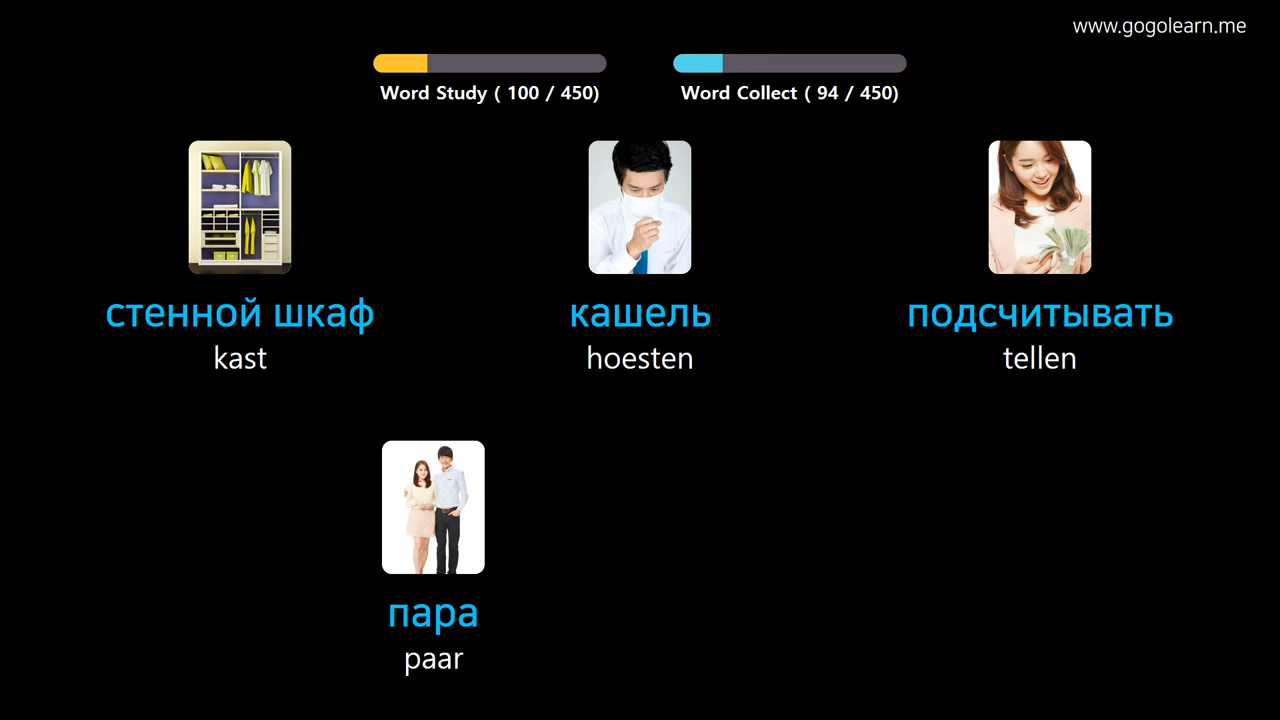 www.gogolearn.me
Word Study ( 100 / 450)
Word Collect ( 94 / 450)
стенной шкаф
kast
кашель
hoesten
подсчитывать
tellen
пара
paar